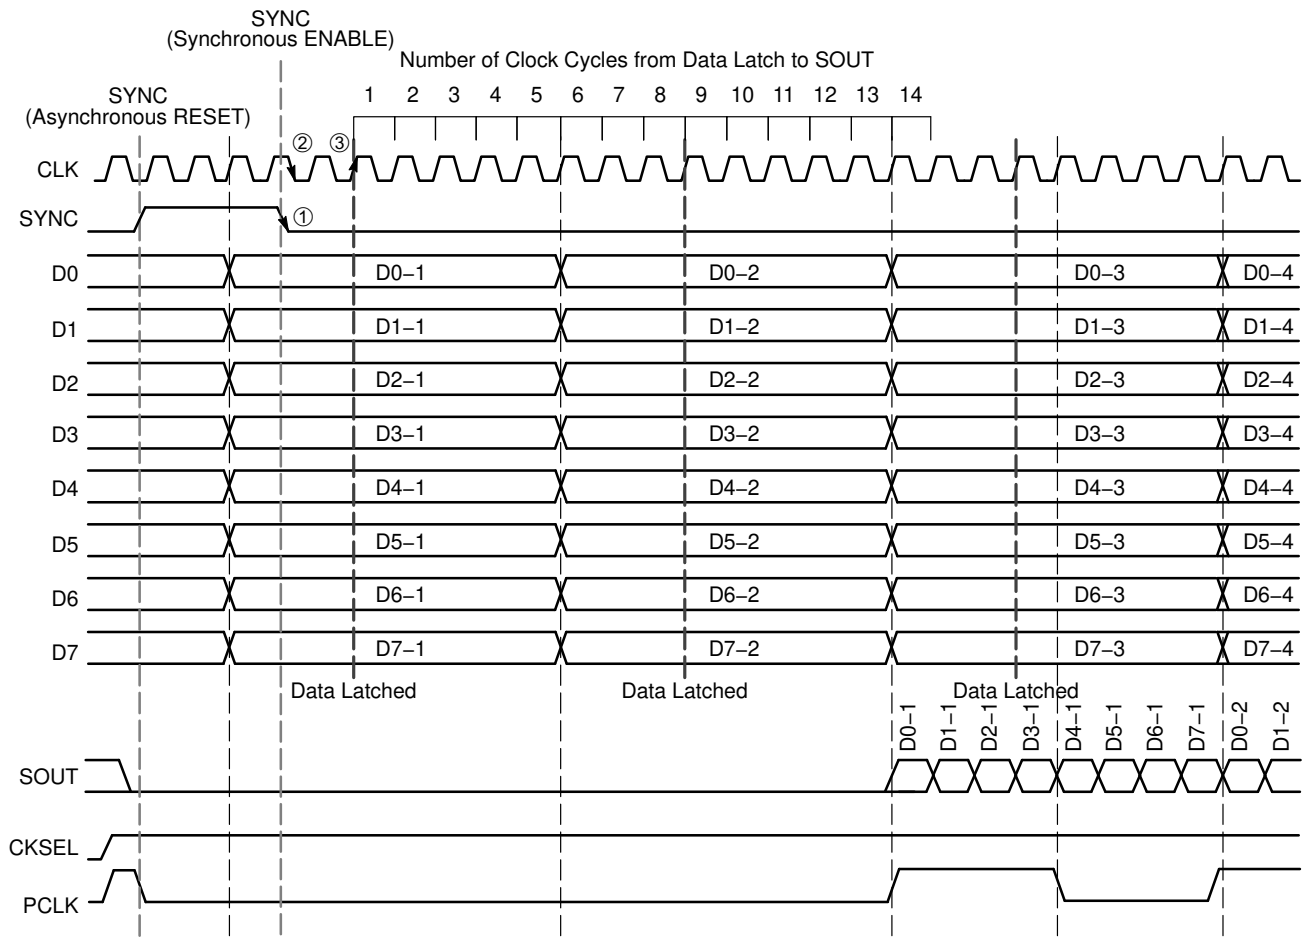 SYNC
(Synchronous ENABLE)
Number of Clock Cycles from Data Latch to SOUT
SYNC
(Asynchronous RESET)
1 2 3 4 5 6 7 8 9 10 11 12 13 14
② ③
CLK
SYNC ①
D0 D0–1 D0–2 D0–3 D0–4
D1 D1–1 D1–2 D1–3 D1–4
D2 D2–1 D2–2 D2–3 D2–4
D3 D3–1 D3–2 D3–3 D3–4
D4 D4–1 D4–2 D4–3 D4–4
D5 D5–1 D5–2 D5–3 D5–4
D6 D6–1 D6–2 D6–3 D6–4
D7 D7–1 D7–2 D7–3 D7–4
Data Latched Data Latched Data Latched
D0–1 D1–1 D2–1 D3–1 D4–1 D5–1 D6–1 D7–1 D0–2 D1–2
SOUT
CKSEL
PCLK